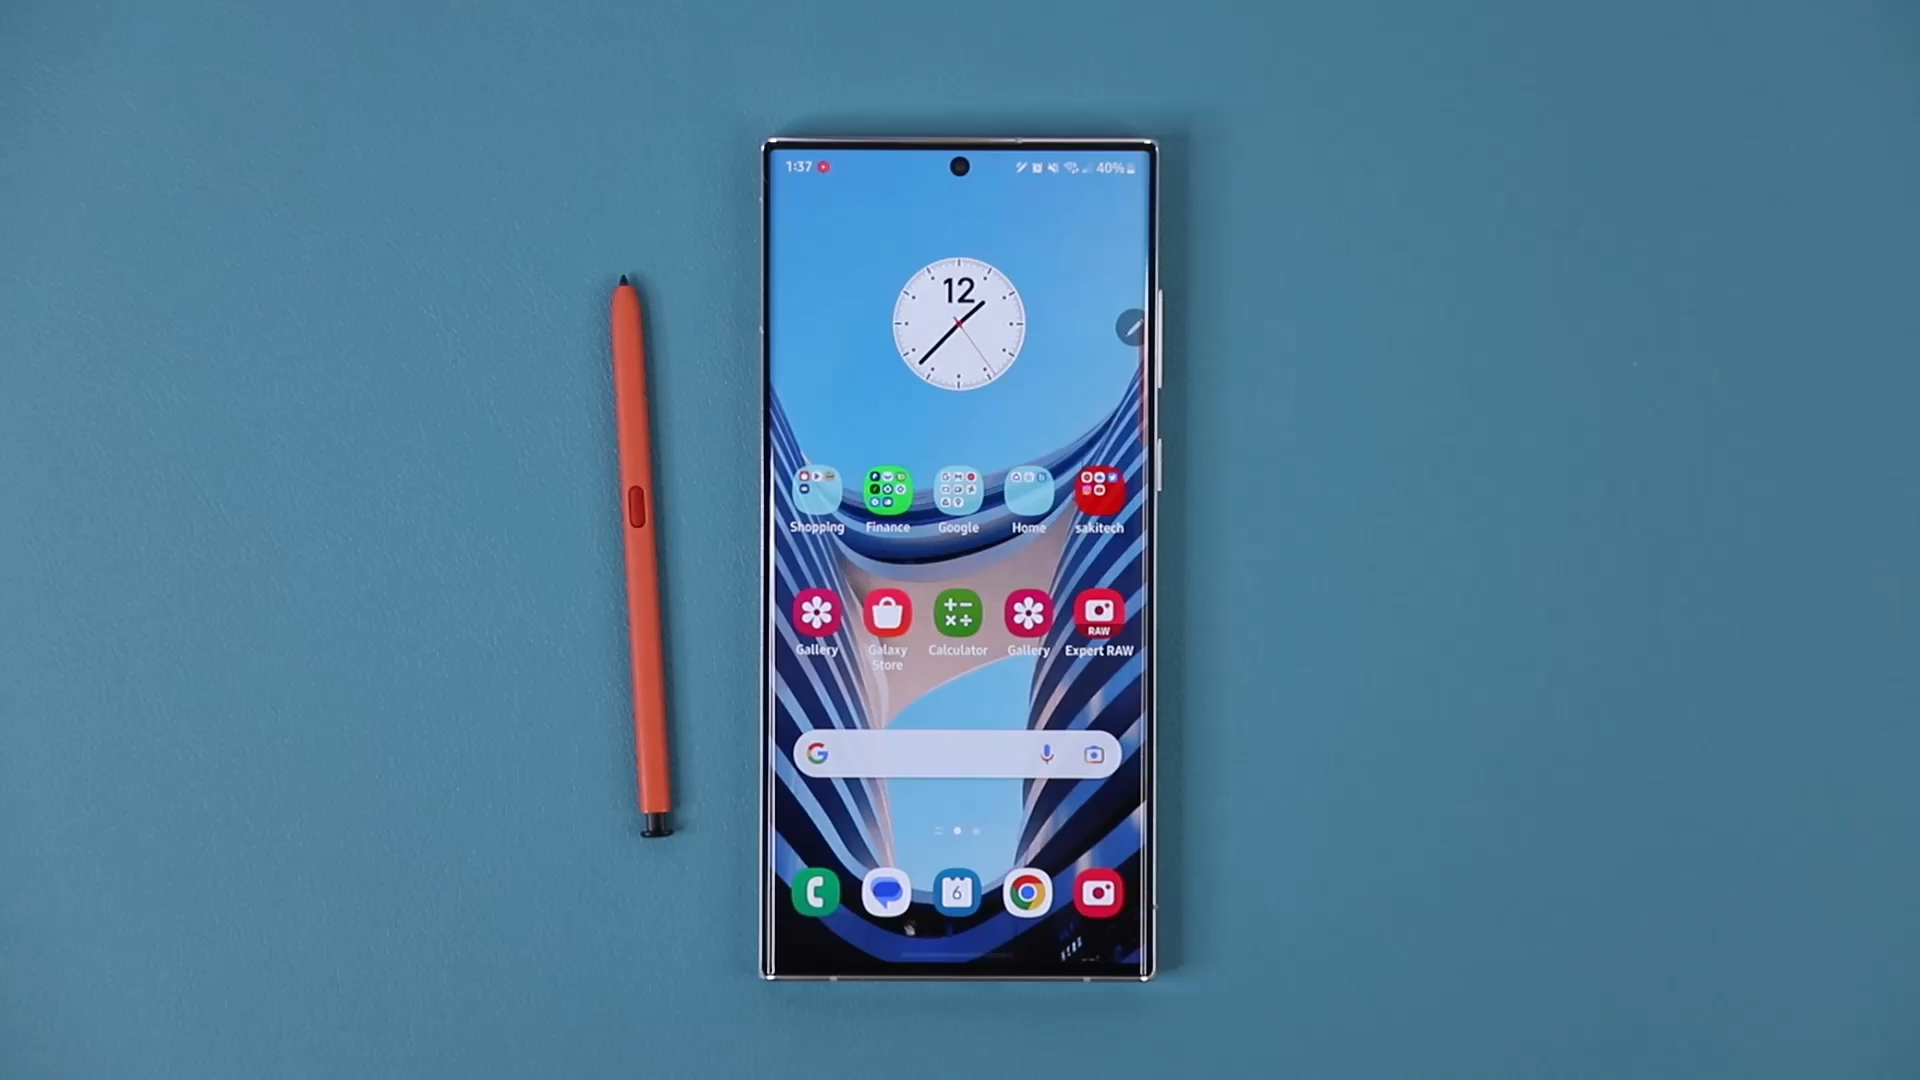 1:37
40%
12
Shopping
Finance
Google
Home
sakitech
Gallery
Galaxy Store
Calculator
Gallery
RAW
Expert RAW
G
6